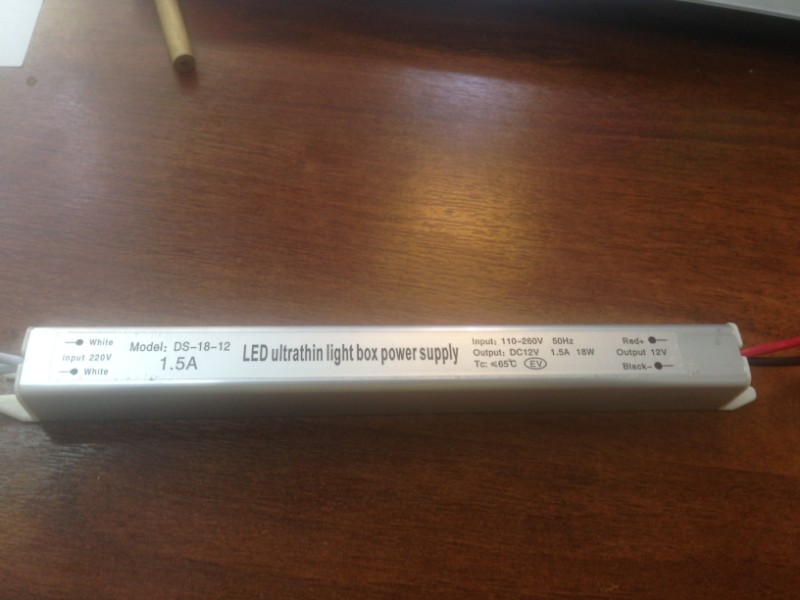 White
Input 220V
White
Model: DS-18-12
1.5A
LED ultrathin light box power supply
Input: 110-260V 50Hz
Output: DC12V 1.5A 18W
Tc: ≤65℃ EV
Red+
Output 12V
Black-